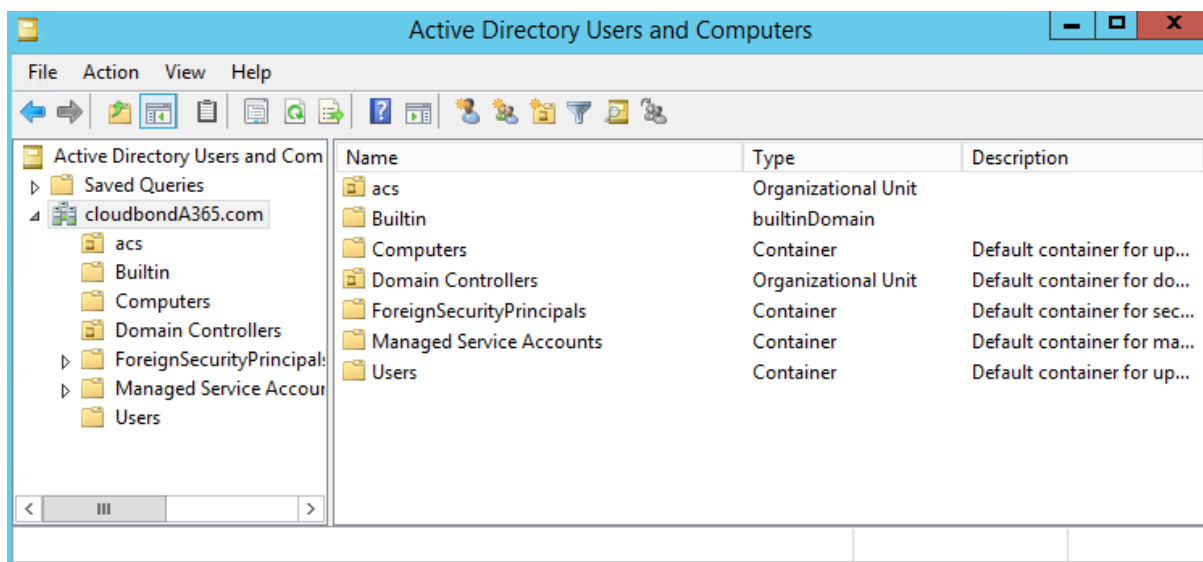 Active Directory Users and Computers
File Action View Help
Active Directory Users and Com
Saved Queries
cloudbondA365.com
acs
Builtin
Computers
Domain Controllers
ForeignSecurityPrincipals
Managed Service Accour
Users
Name Type Description
acs Organizational Unit
Builtin builtinDomain
Computers Container Default container for up...
Domain Controllers Organizational Unit Default container for do...
ForeignSecurityPrincipals Container Default container for sec...
Managed Service Accounts Container Default container for ma...
Users Container Default container for up...